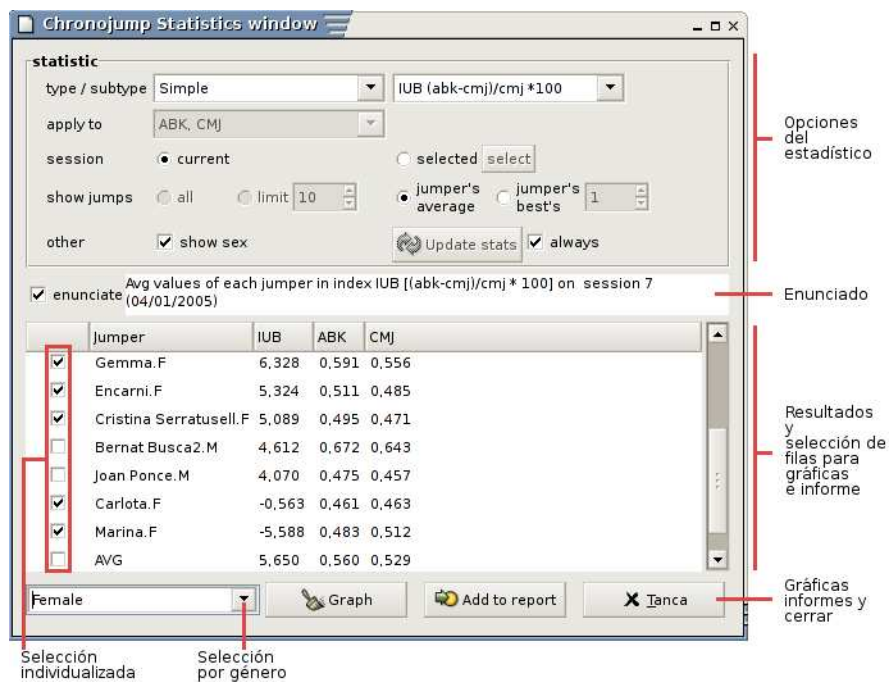 Chronojump Statistics window
statistic
type / subtype Simple IUB (abk-cmj)/cmj *100
apply to ABK, CMJ
session current selected select
show jumps all limit 10 jumper's average jumper's best's 1
other show sex Update stats always
enunciate Avg values of each jumper in index IUB [(abk-cmj)/cmj * 100] on session 7
(04/01/2005)
Jumper IUB ABK CMJ
Gemma.F 6,328 0,591 0,556
Encarni.F 5,324 0,511 0,485
Cristina Serratusell.F 5,089 0,495 0,471
Bernat Busca2.M 4,612 0,672 0,643
Joan Ponce.M 4,070 0,475 0,457
Carlota.F -0,563 0,461 0,463
Marina.F -5,588 0,483 0,512
AVG 5,650 0,560 0,529
Female Graph Add to report Tanca
Opciones
del
estadístico
Enunciado
Resultados
y
selección de
filas para
gráficas
e informe
Gráficas
informes y
cerrar
Selección
individualizada
Selección
por género